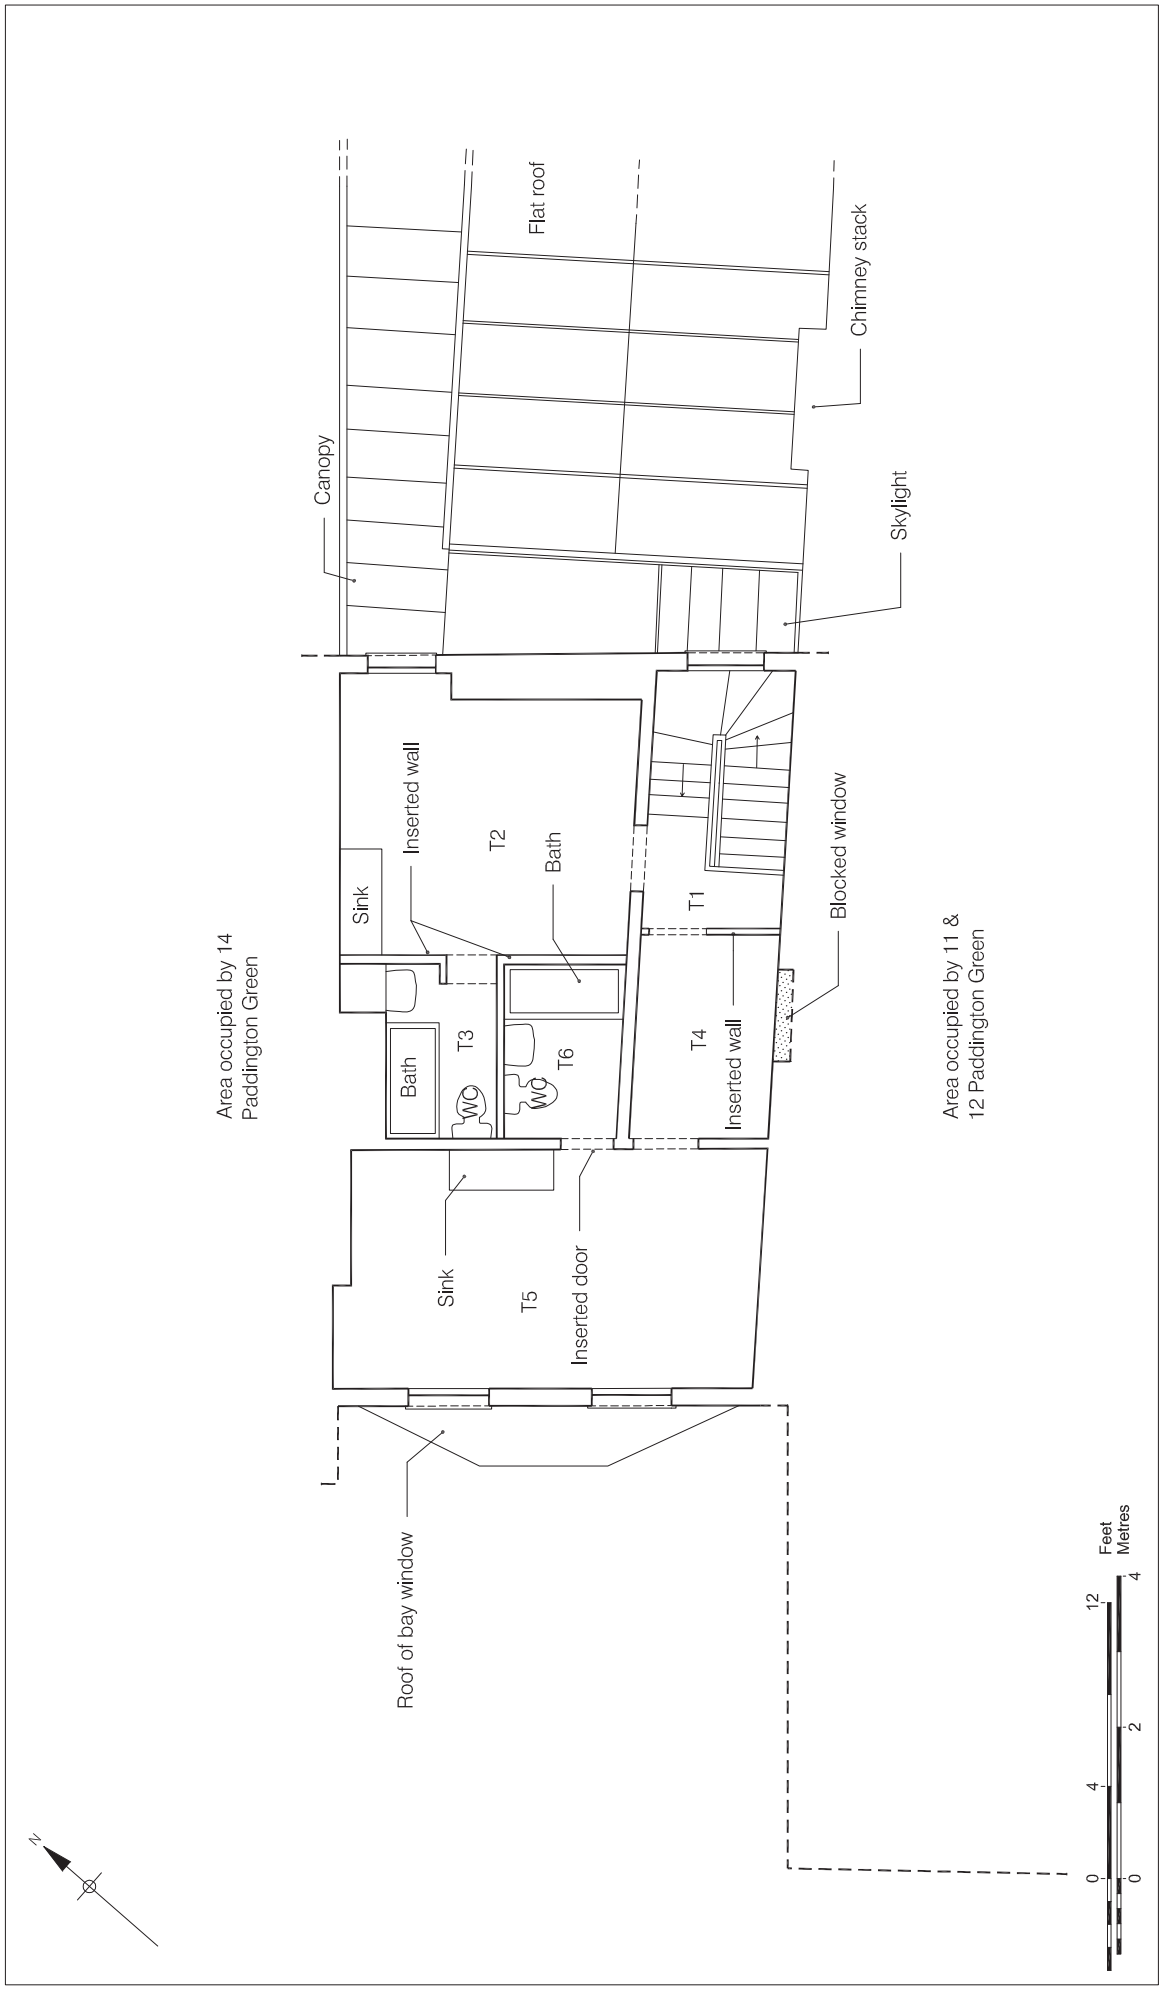 Area occupied by 14
Paddington Green
Canopy
Flat roof
Roof of bay window
Sink
T5
Inserted door
Bath
WC
T3
WC
T6
Sink
Inserted wall
T2
Bath
T4
Inserted wall
T1
Blocked window
Skylight
Chimney stack
Area occupied by 11 &
12 Paddington Green
N
0 4 12 Feet
0 2 4 Metres